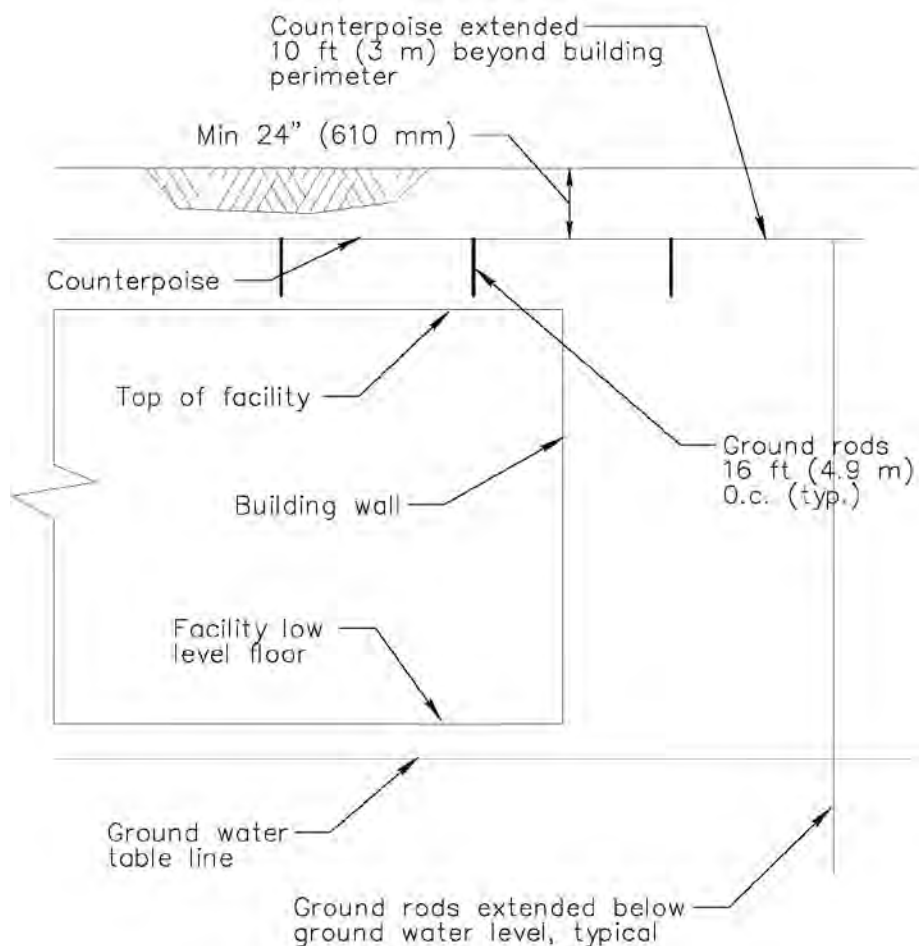 Counterpoise extended
10 ft (3 m) beyond building
perimeter
Min 24" (610 mm)
Counterpoise
Top of facility
Ground rods
16 ft (4.9 m)
O.c. (typ.)
Building wall
Facility low
level floor
Ground water
table line
Ground rods extended below
ground water level, typical